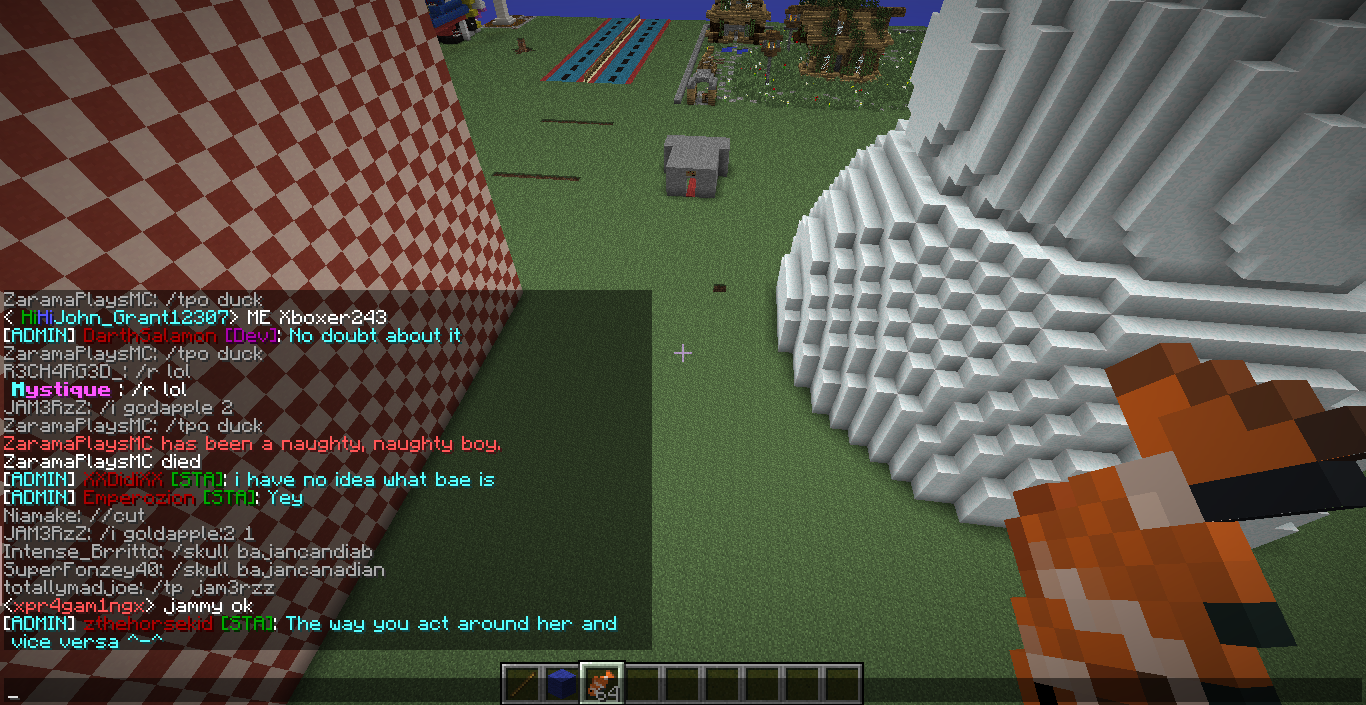 ZaramaPlaysMC: /tpo duck
< HiHiJohn_Grant12307> ME Xboxer243
[ADMIN] DarthSalamon [Dev]: No doubt about it
ZaramaPlaysMC: /tpo duck
R3CH4RG3D_: /r lol
Mystique : /r lol
JAM3RzZ: /i godapple 2
ZaramaPlaysMC: /tpo duck
ZaramaPlaysMC has been a naughty, naughty boy.
ZaramaPlaysMC died
[ADMIN] XXDidiXX [STA]: i have no idea what bae is
[ADMIN] Emperozion [STA]: Yey
Niamake: //cut
JAM3RzZ: /i goldapple:2 1
Intense_Brritto: /skull bajancandiab
SuperFonzey40: /skull bajancanadian
totallymadjoe: /tp jam3rzz
<xpr4gam1ngx> jammy ok
[ADMIN] zthehorsekid [STA]: The way you act around her and
vice versa ^-^
_
64